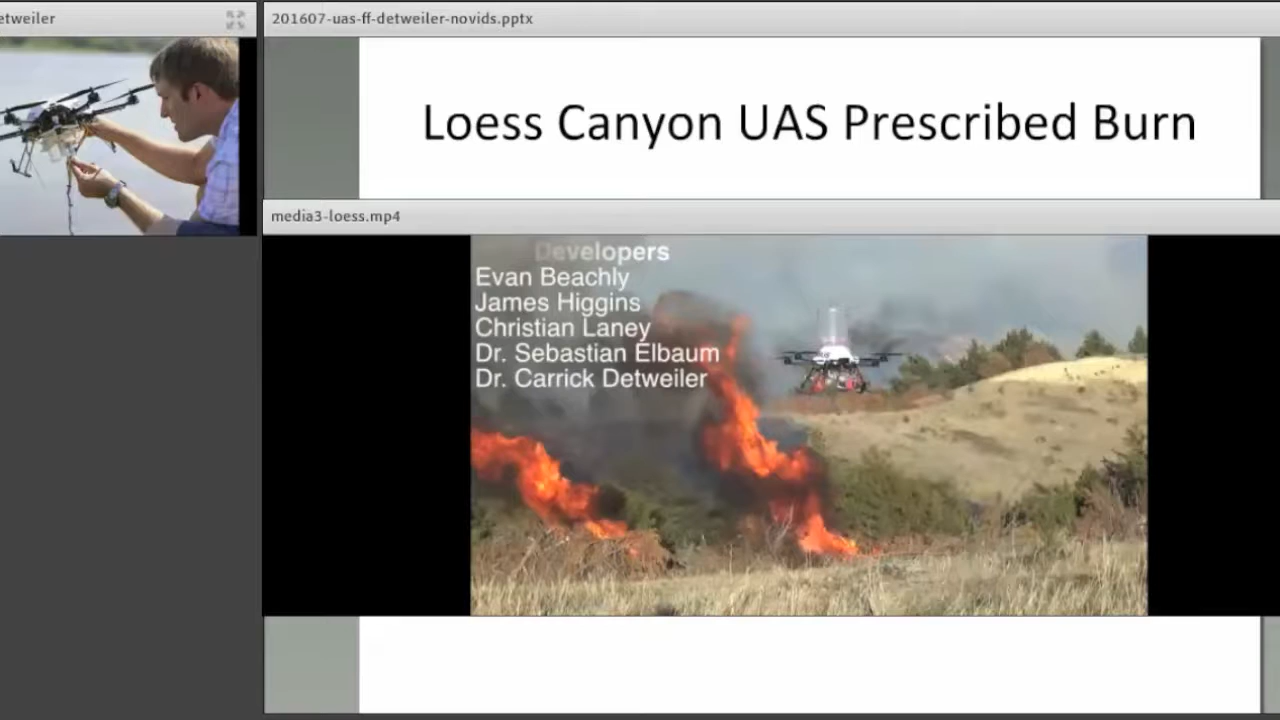 etweiler
201607-uas-ff-detweiler-novids.pptx
Loess Canyon UAS Prescribed Burn
media3-loess.mp4
Developers
Evan Beachly
James Higgins
Christian Laney
Dr. Sebastian Elbaum
Dr. Carrick Detweiler